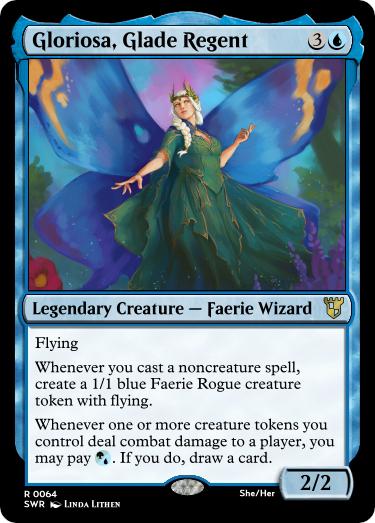 Gloriosa, Glade Regent 3
Legendary Creature — Faerie Wizard
Flying
Whenever you cast a noncreature spell,
create a 1/1 blue Faerie Rogue creature
token with flying.
Whenever one or more creature tokens you
control deal combat damage to a player, you
may pay . If you do, draw a card.
2/2
R 0064 She/Her
SWR LINDA LITHEN